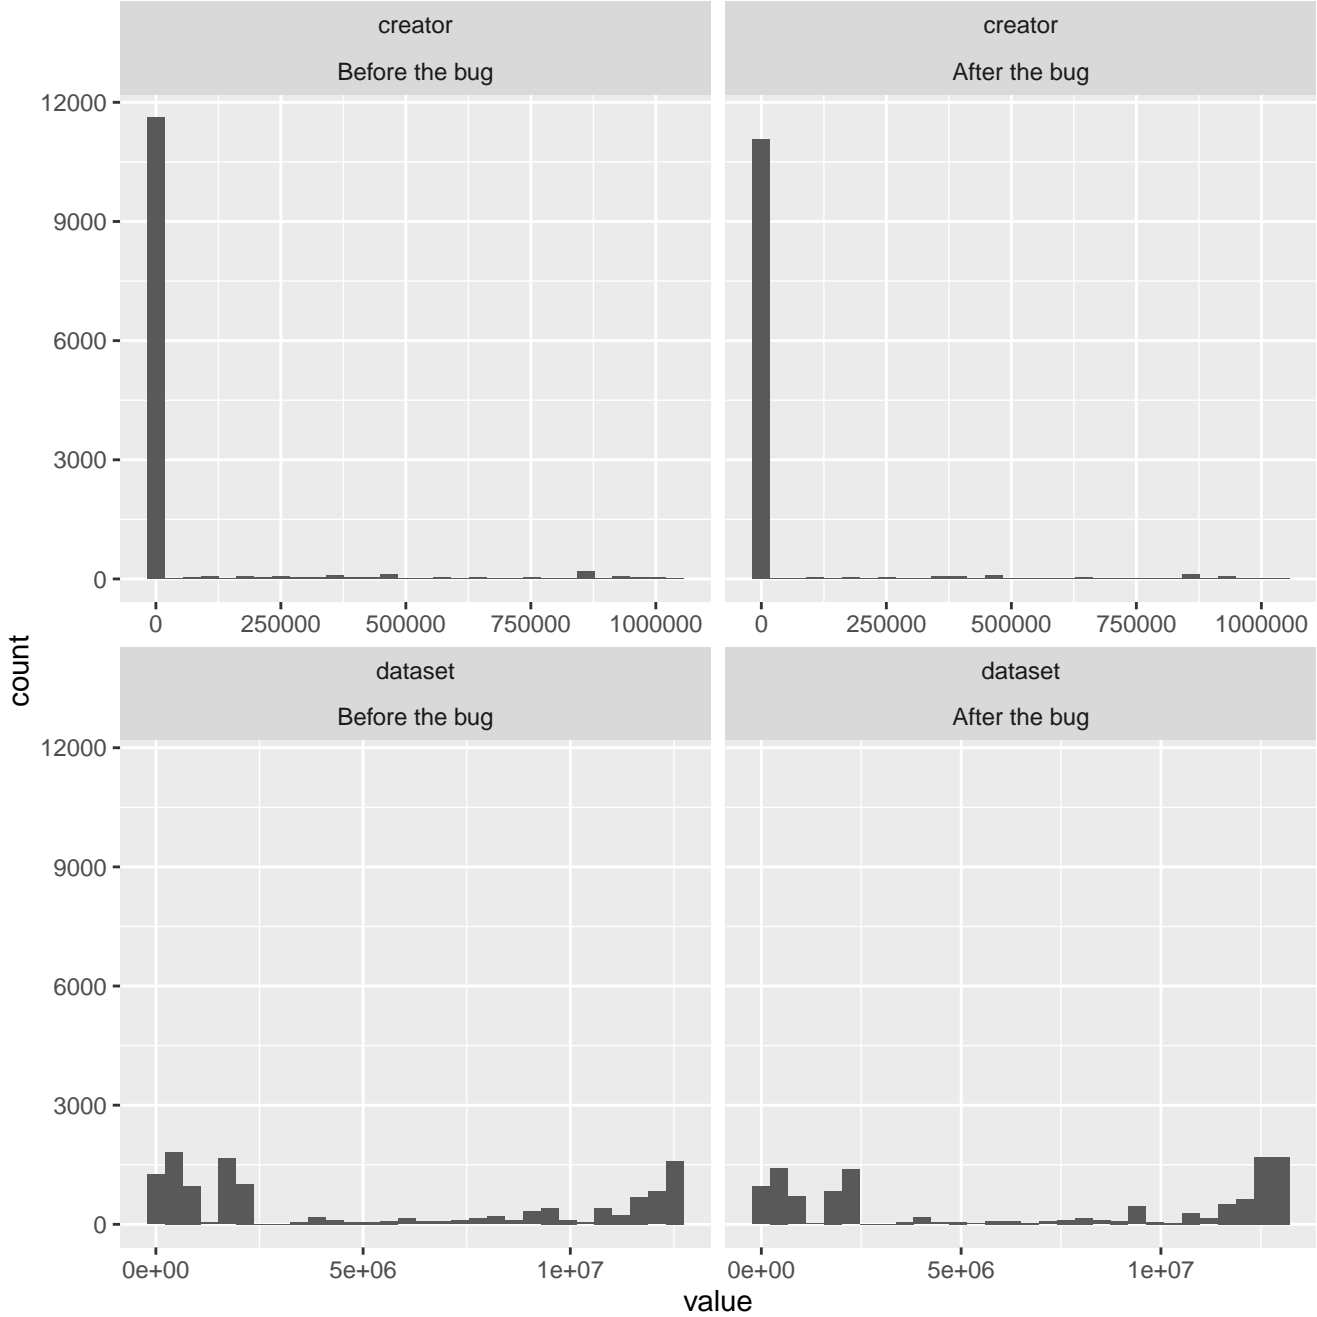 creator
Before the bug
creator
After the bug
12000
9000
6000
3000
0
0
250000
500000
750000
1000000
0
250000
500000
750000
1000000
count
dataset
Before the bug
dataset
After the bug
12000
9000
6000
3000
0
0e+00
5e+06
1e+07
0e+00
5e+06
1e+07
value